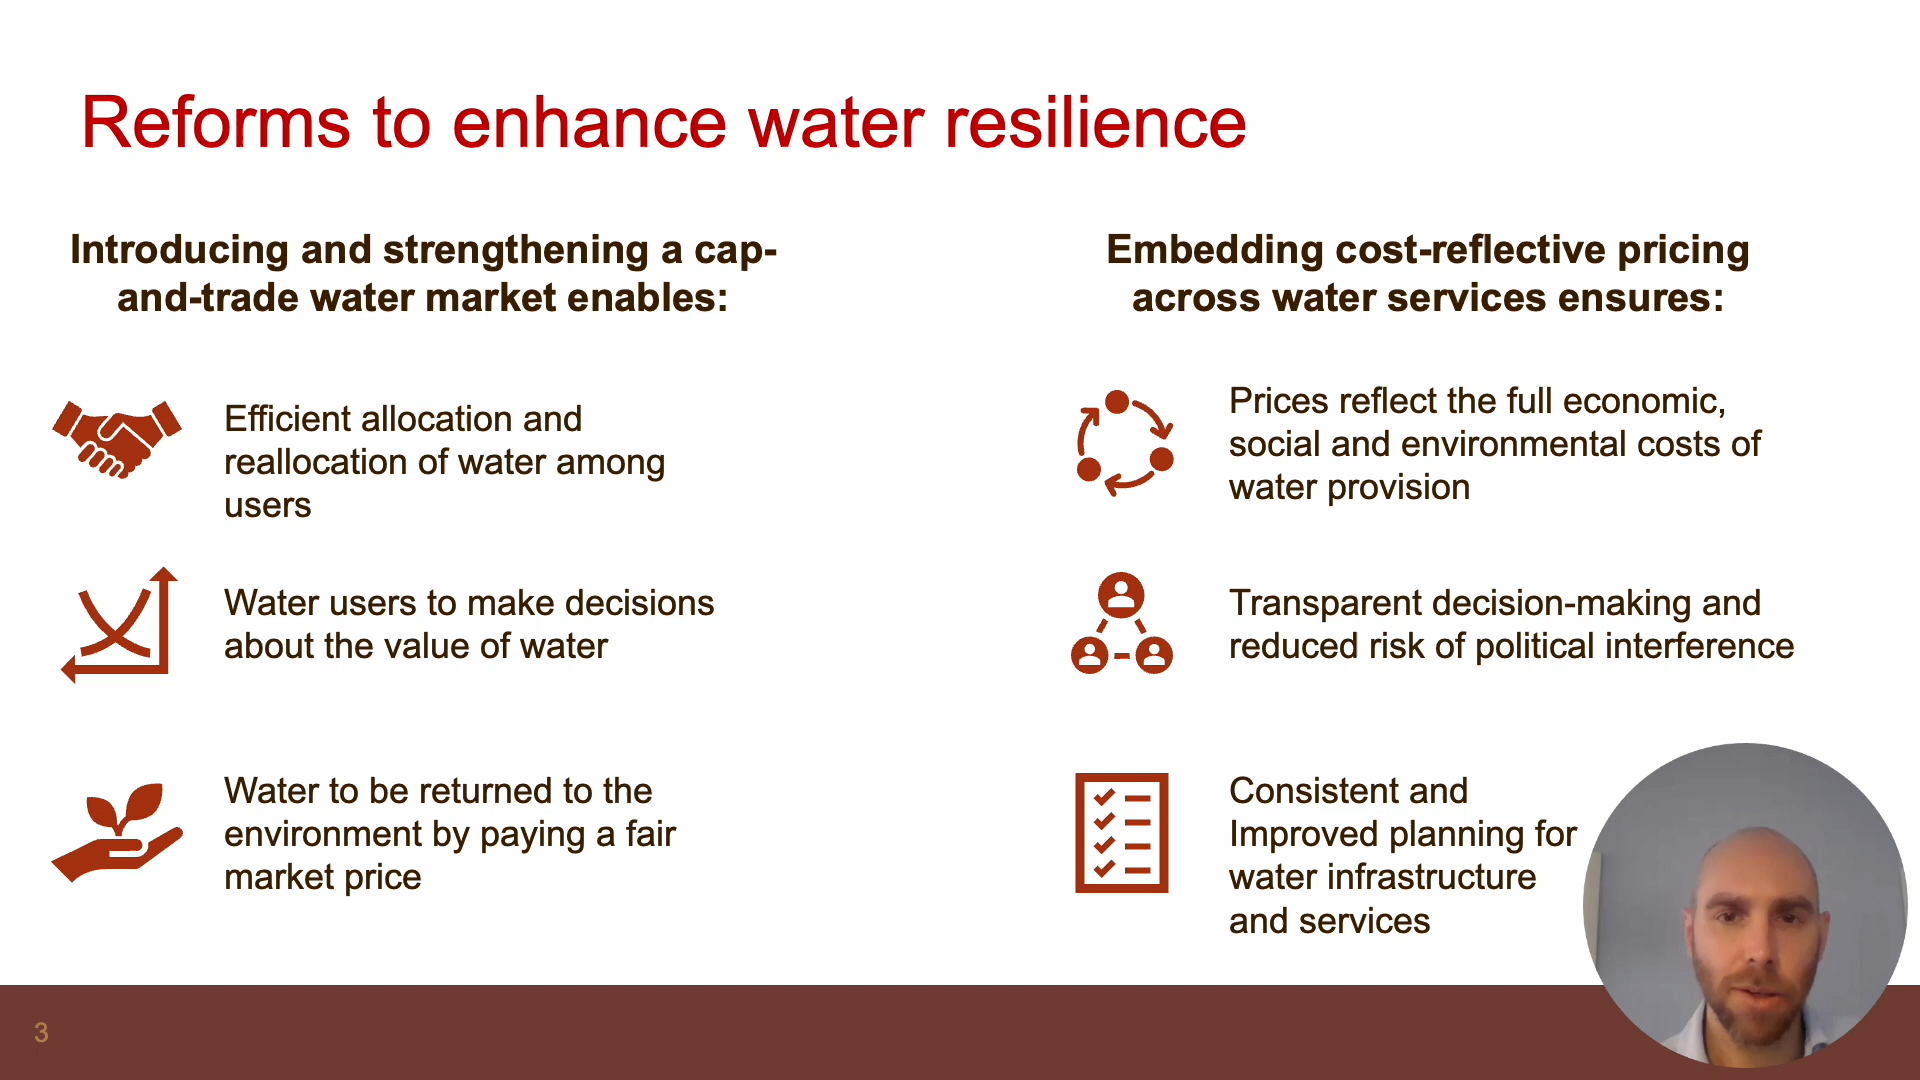 Reforms to enhance water resilience
Introducing and strengthening a cap-
and-trade water market enables:
Efficient allocation and
reallocation of water among
users
Water users to make decisions
about the value of water
Water to be returned to the
environment by paying a fair
market price
Embedding cost-reflective pricing
across water services ensures:
Prices reflect the full economic,
social and environmental costs of
water provision
Transparent decision-making and
reduced risk of political interference
Consistent and
Improved planning for
water infrastructure
and services
3